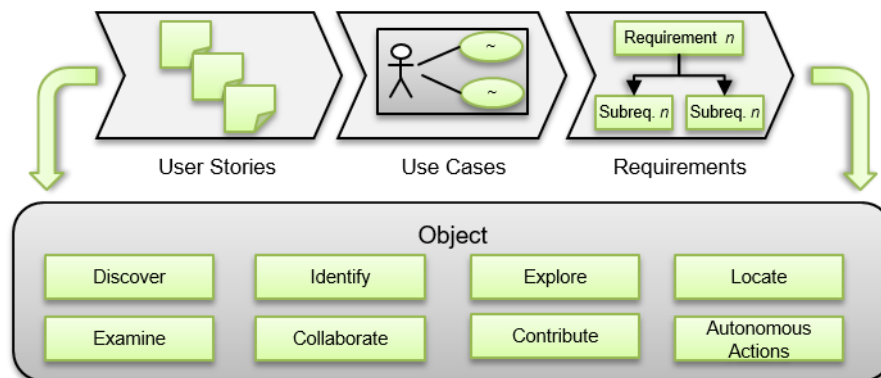 ~
~
Requirement n
Subreq. n
Subreq. n
User Stories
Use Cases
Requirements
Object
Discover
Identify
Explore
Locate
Examine
Collaborate
Contribute
Autonomous
Actions